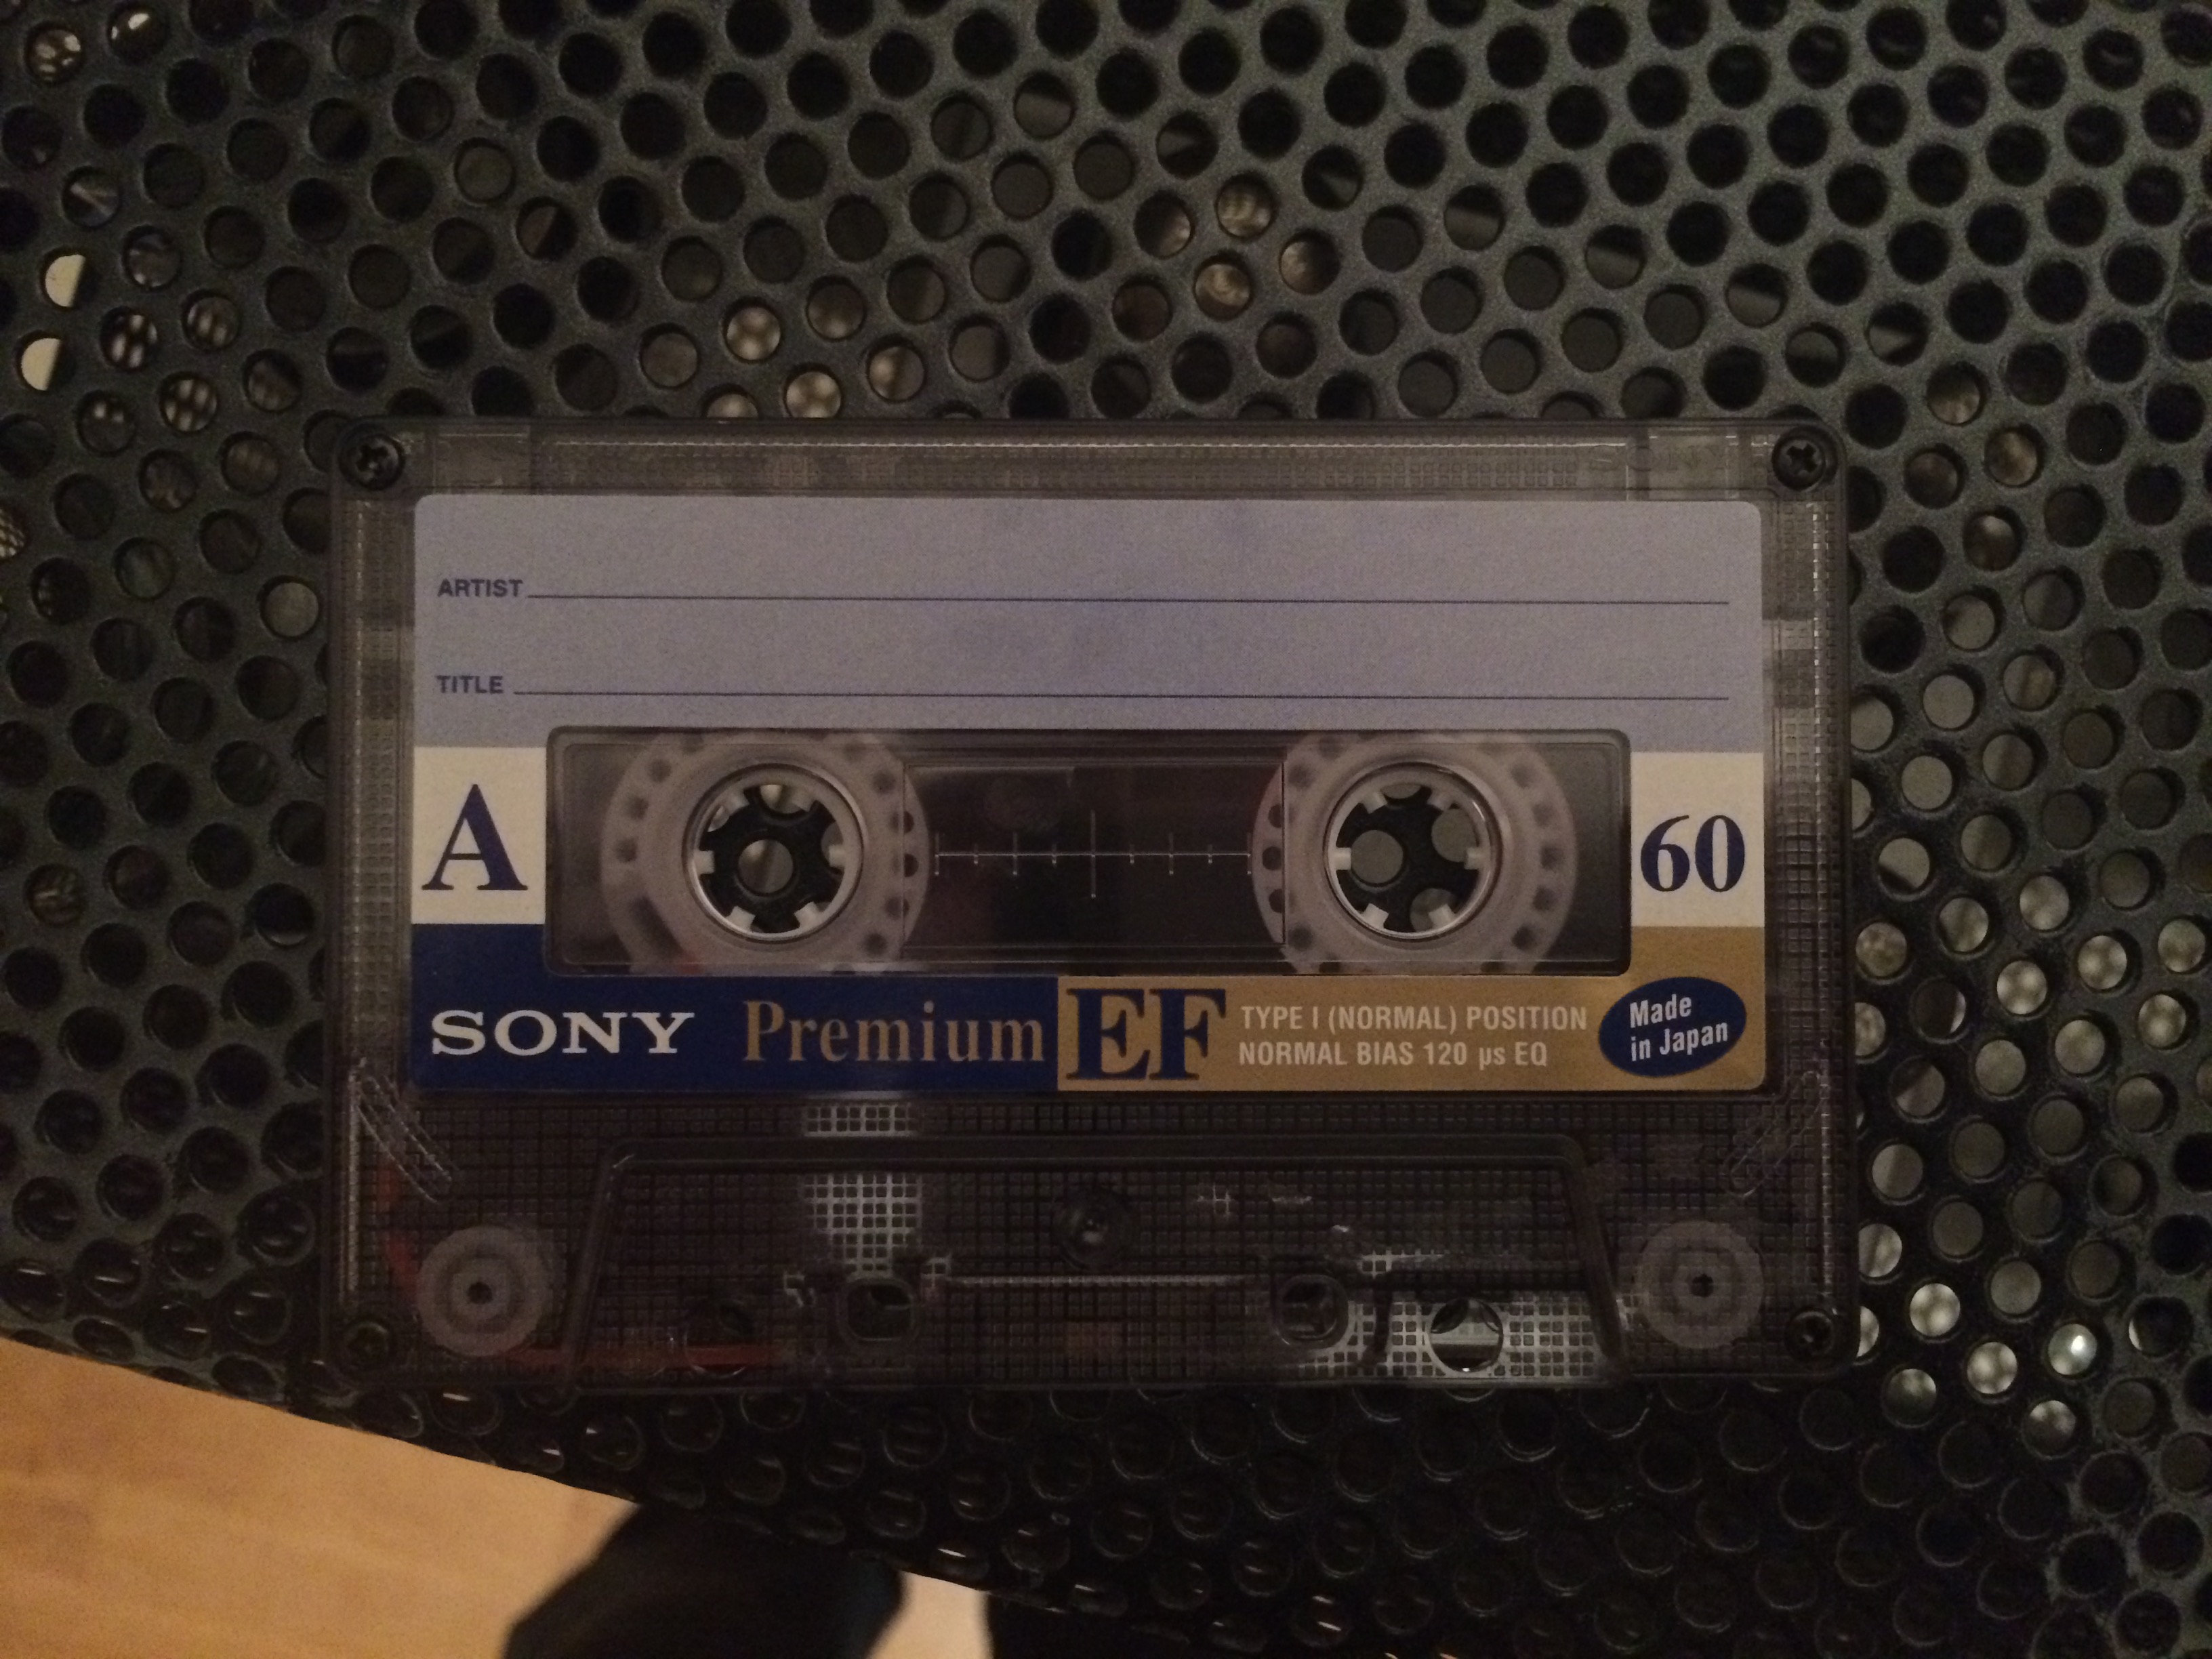 ARTIST
TITLE
A
60
SONY Premium EF
TYPE I (NORMAL) POSITION
NORMAL BIAS 120 µs EQ
Made
in Japan